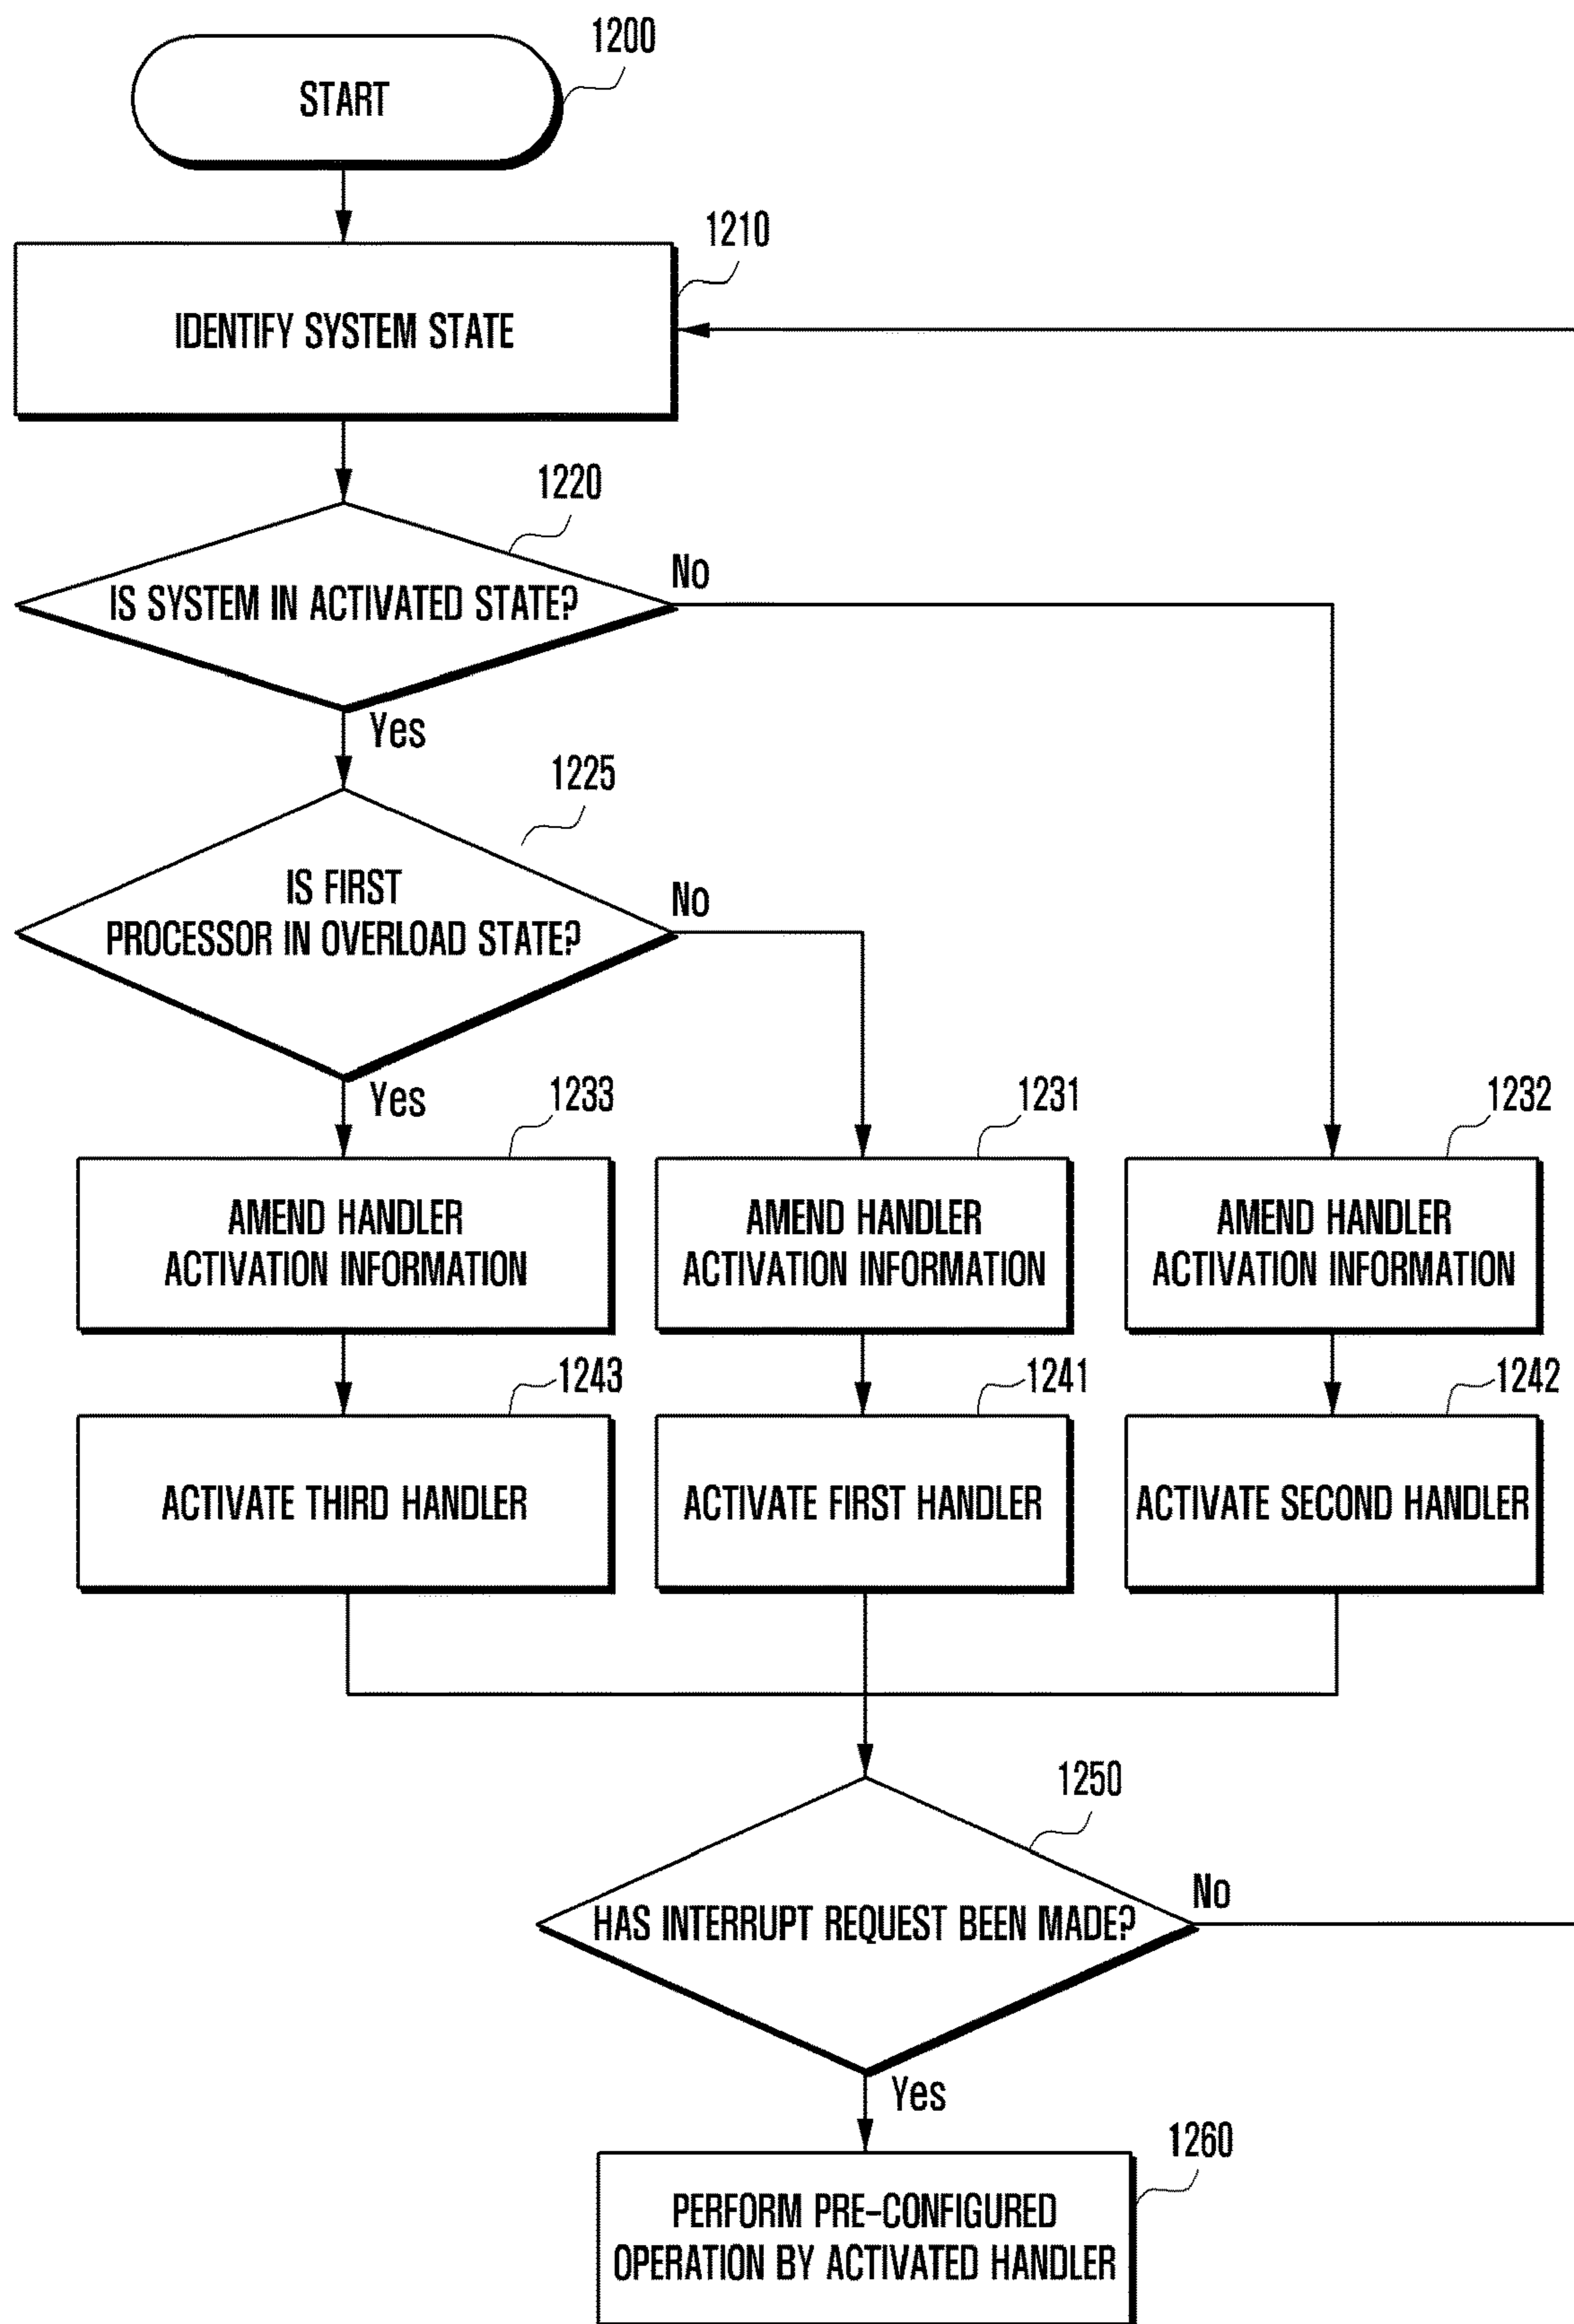 1200
START
1210
IDENTIFY SYSTEM STATE
1220
IS SYSTEM IN ACTIVATED STATE?
No
Yes
1225
IS FIRST
PROCESSOR IN OVERLOAD STATE?
No
Yes
1233
1231
1232
AMEND HANDLER
ACTIVATION INFORMATION
AMEND HANDLER
ACTIVATION INFORMATION
AMEND HANDLER
ACTIVATION INFORMATION
1243
1241
1242
ACTIVATE THIRD HANDLER
ACTIVATE FIRST HANDLER
ACTIVATE SECOND HANDLER
1250
HAS INTERRUPT REQUEST BEEN MADE?
No
Yes
1260
PERFORM PRE-CONFIGURED
OPERATION BY ACTIVATED HANDLER